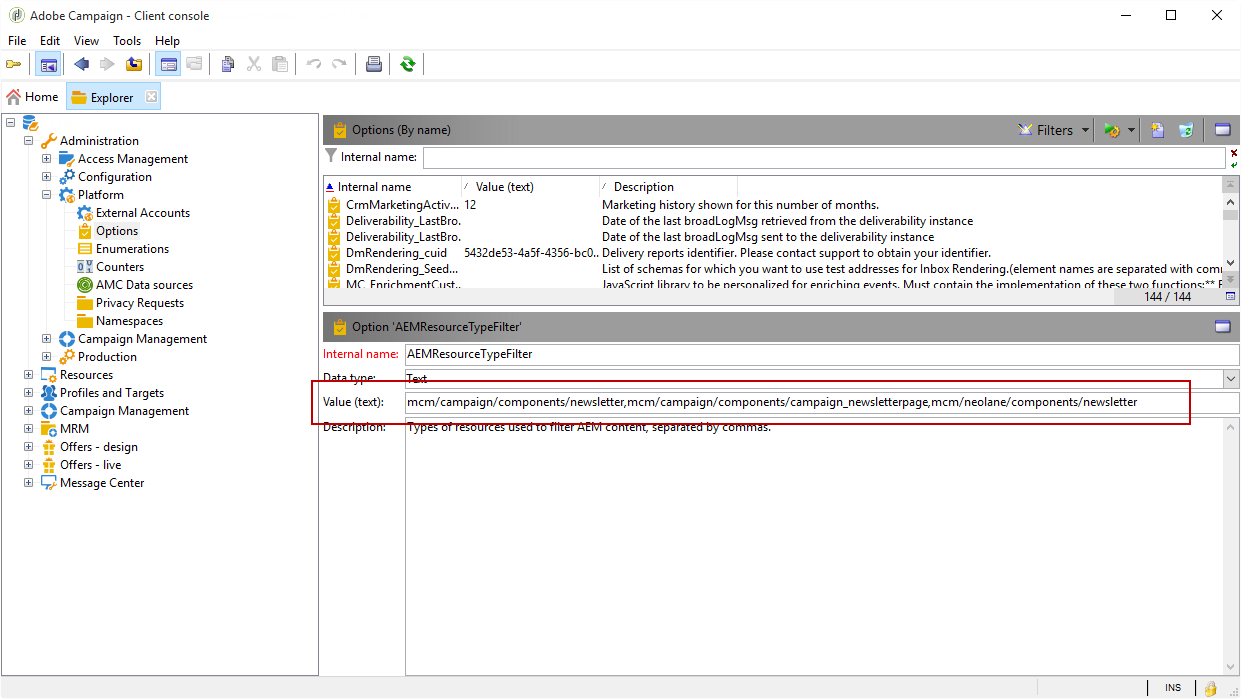 Adobe Campaign - Client console
File Edit View Tools Help
Home Explorer
Administration
Access Management
Configuration
Platform
External Accounts
Options
Enumerations
Counters
AMC Data sources
Privacy Requests
Namespaces
Campaign Management
Production
Resources
Profiles and Targets
Campaign Management
MRM
Offers - design
Offers - live
Message Center
Options (By name) Filters
Internal name:
Internal name Value (text) Description
CrmMarketingActiv... 12 Marketing history shown for this number of months.
Deliverability_LastBro. Date of the last broadLogMsg retrieved from the deliverability instance
Deliverability_LastBro. Date of the last broadLogMsg sent to the deliverability instance
DmRendering_cuid 5432de53-4a5f-4356-bc0.. Delivery reports identifier. Please contact support to obtain your identifier.
DmRendering_Seed... List of schemas for which you want to use test addresses for Inbox Rendering.(element names are separated with com
MC_EnrichmentCust.. JavaScript library to be personalized for enriching events. Must contain the implementation of these two functions:**
144 / 144
Option 'AEMResourceTypeFilter'
Internal name: AEMResourceTypeFilter
Data type: Text
Value (text): mcm/campaign/components/newsletter,mcm/campaign/components/campaign_newsletterpage,mcm/neolane/components/newsletter
Description: Types of resources used to filter AEM content, separated by commas.
INS